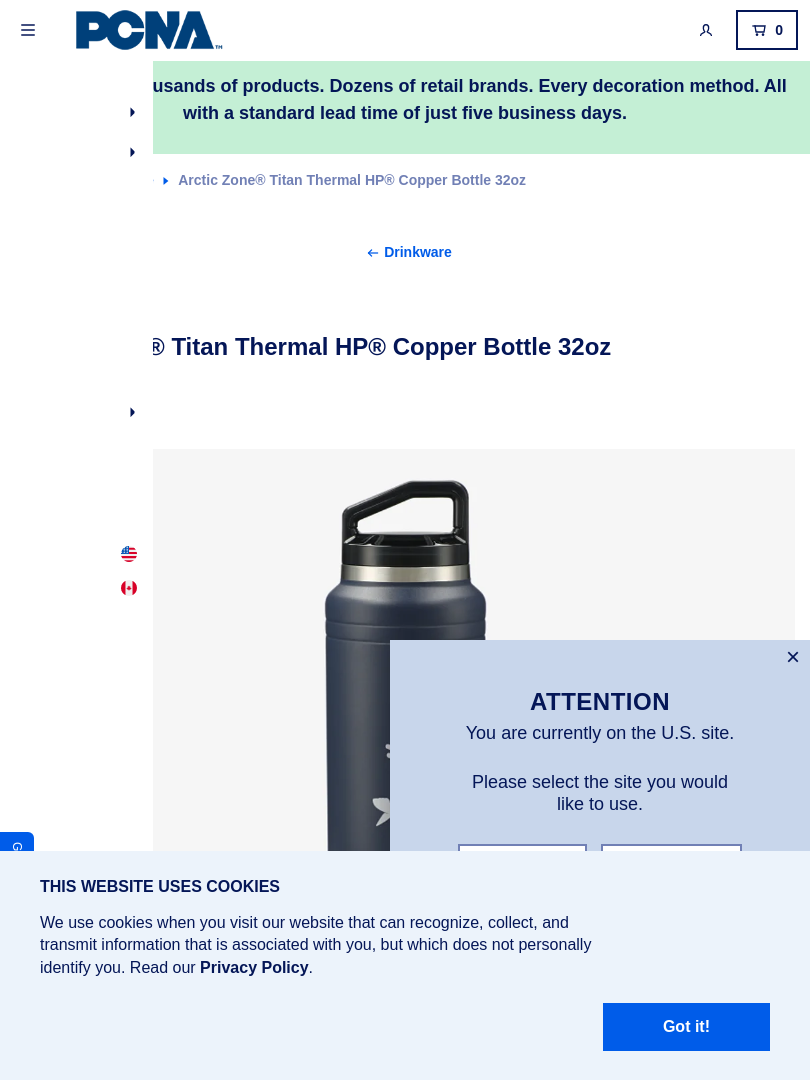 PCNA
TM
0
usands of products. Dozens of retail brands. Every decoration method. All
with a standard lead time of just five business days.
Arctic Zone® Titan Thermal HP® Copper Bottle 32oz
← Drinkware
® Titan Thermal HP® Copper Bottle 32oz
ATTENTION
You are currently on the U.S. site.
Please select the site you would
like to use.
G
THIS WEBSITE USES COOKIES
We use cookies when you visit our website that can recognize, collect, and
transmit information that is associated with you, but which does not personally
identify you. Read our Privacy Policy.
Got it!